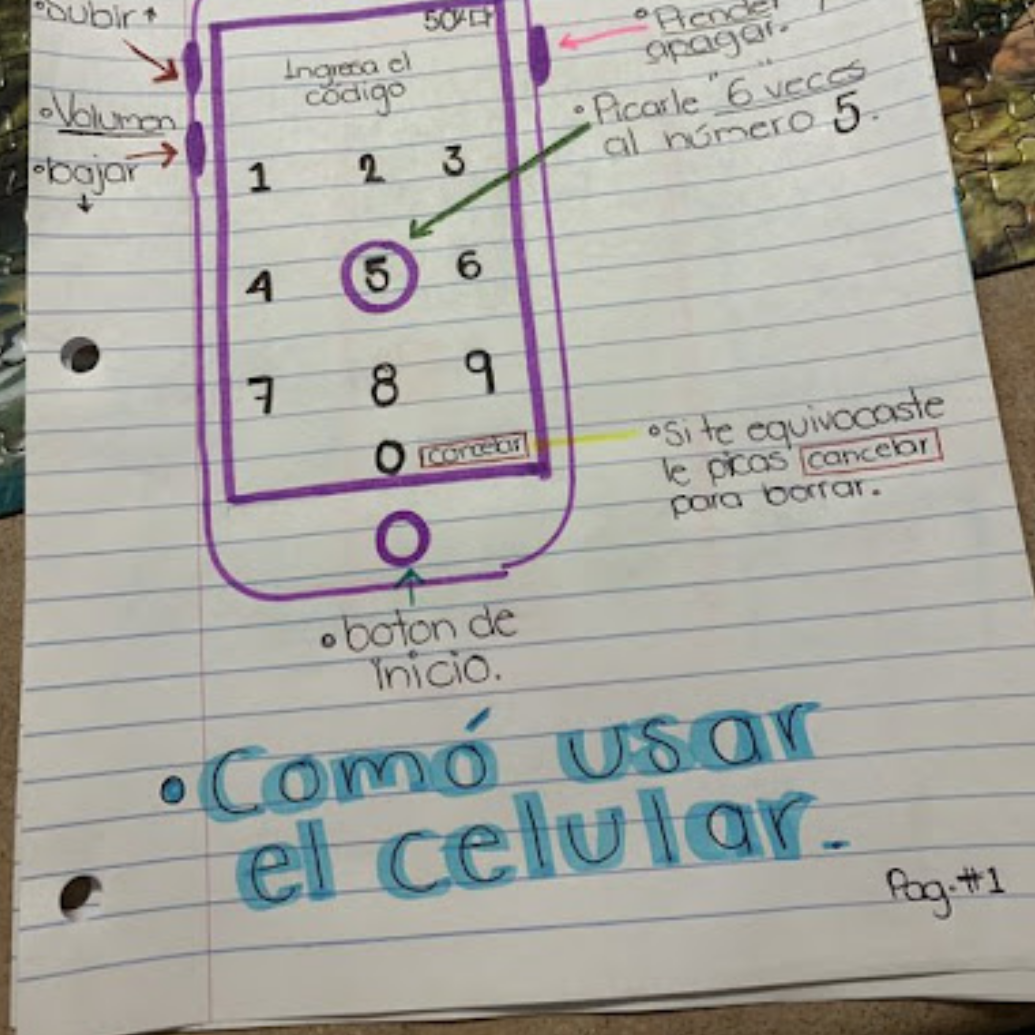 •Subir ↑
50%
•Prender /
apagar.
Ingresa el
código
•Volumen
•bajar
↓
•Picarle "6 veces"
al número 5.
1 2 3
4 5 6
7 8 9
0 cancelar
•Si te equivocaste
le picas cancelar
para borrar.
•boton de
inicio.
•Comó usar
el celular.
Pag.#1